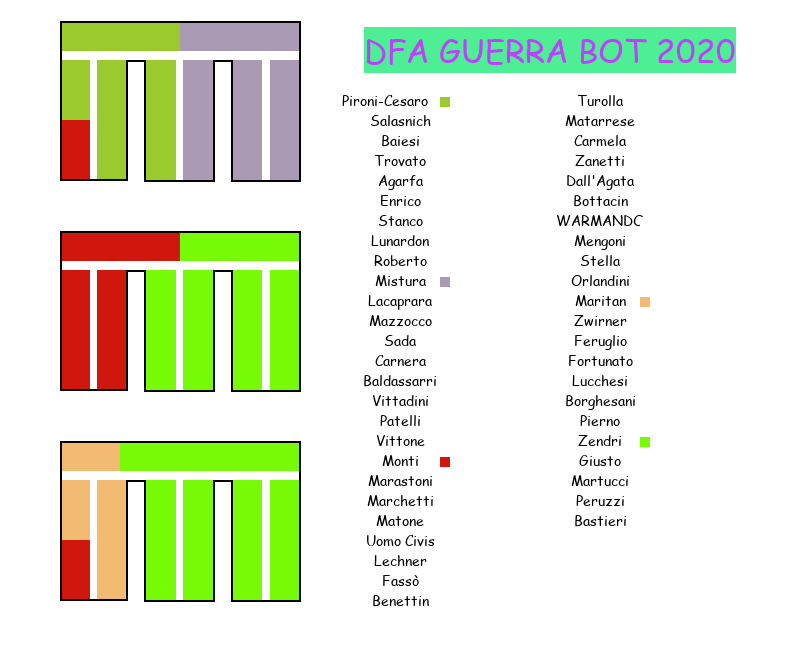 DFA GUERRA BOT 2020
Pironi-Cesaro
Salasnich
Baiesi
Trovato
Agarfa
Enrico
Stanco
Lunardon
Roberto
Mistura
Lacaprara
Mazzocco
Sada
Carnera
Baldassarri
Vittadini
Patelli
Vittone
Monti
Marastoni
Marchetti
Matone
Uomo Civis
Lechner
Fassò
Benettin
Turolla
Matarrese
Carmela
Zanetti
Dall'Agata
Bottacin
WARMANDC
Mengoni
Stella
Orlandini
Maritan
Zwirner
Feruglio
Fortunato
Lucchesi
Borghesani
Pierno
Zendri
Giusto
Martucci
Peruzzi
Bastieri